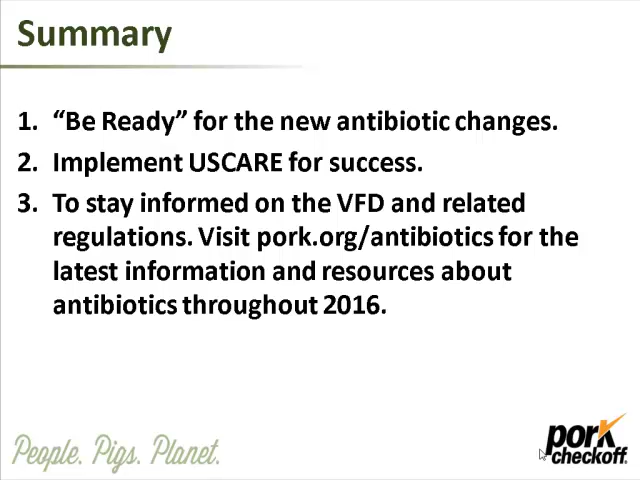 Summary
1. “Be Ready” for the new antibiotic changes.
2. Implement USCARE for success.
3. To stay informed on the VFD and related
regulations. Visit pork.org/antibiotics for the
latest information and resources about
antibiotics throughout 2016.
People. Pigs. Planet.
pork
checkoff.